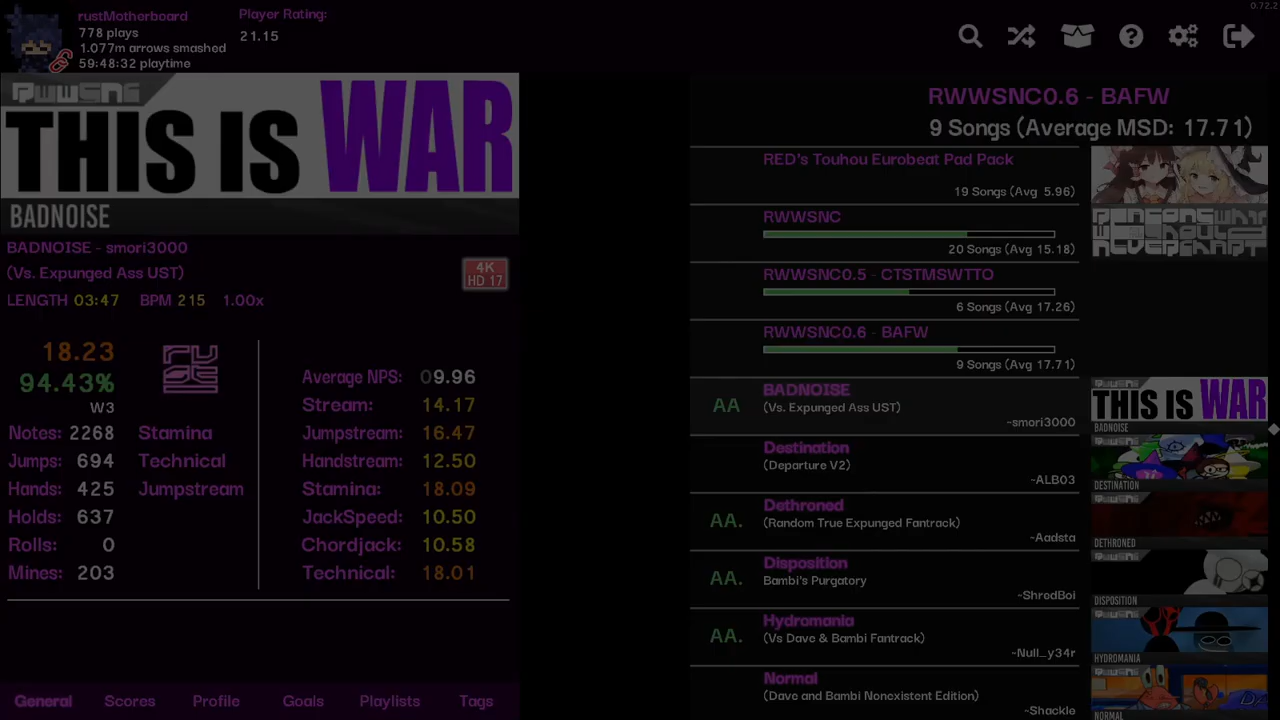 rustMotherboard
778 plays
1.077m arrows smashed
59:48:32 playtime
Player Rating:
21.15
0.72.2
RWWSNC
THIS IS WAR
BADNOISE
BADNOISE - smori3000
(Vs. Expunged Ass UST)
4K
HD 17
LENGTH 03:47 BPM 215 1.00x
18.23
94.43%
W3
Notes: 2268
Jumps: 694
Hands: 425
Holds: 637
Rolls: 0
Mines: 203
Stamina
Technical
Jumpstream
Average NPS: 09.96
Stream: 14.17
Jumpstream: 16.47
Handstream: 12.50
Stamina: 18.09
JackSpeed: 10.50
Chordjack: 10.58
Technical: 18.01
General Scores Profile Goals Playlists Tags
RWWSNC0.6 - BAFW
9 Songs (Average MSD: 17.71)
RED's Touhou Eurobeat Pad Pack
19 Songs (Avg 5.96)
RWWSNC
20 Songs (Avg 15.18)
RWWSNC0.5 - CTSTMSWTTO
6 Songs (Avg 17.26)
RWWSNC0.6 - BAFW
9 Songs (Avg 17.71)
AA
BADNOISE
(Vs. Expunged Ass UST)
~smori3000
THIS IS WAR
BADNOISE
Destination
(Departure V2)
~ALB03
DESTINATION
AA.
Dethroned
(Random True Expunged Fantrack)
~Aadsta
DETHRONED
AA.
Disposition
Bambi's Purgatory
~ShredBoi
DISPOSITION
AA.
Hydromania
(Vs Dave & Bambi Fantrack)
~Null_y34r
HYDROMANIA
Normal
(Dave and Bambi Nonexistent Edition)
~Shackle
NORMAL